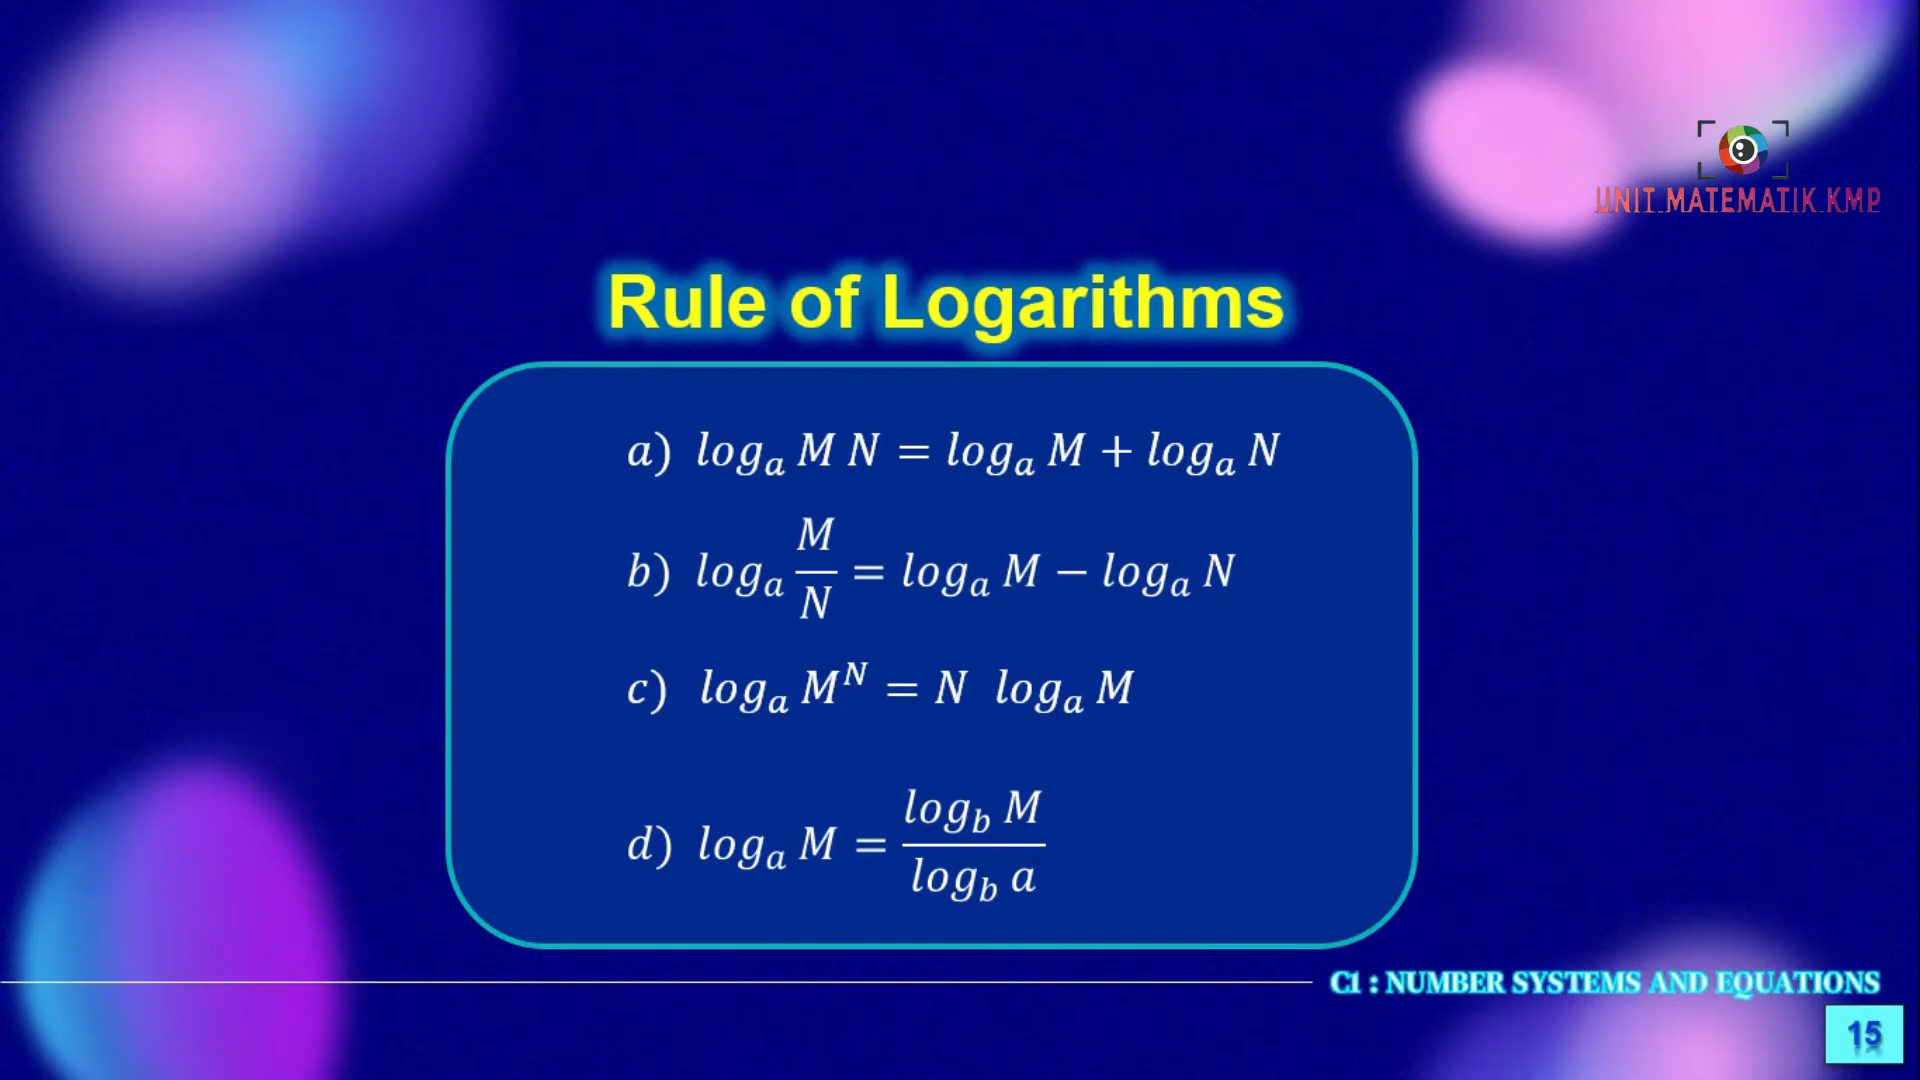 UNIT MATEMATIK KMP
Rule of Logarithms
a) log_a M N = log_a M + log_a N
b) log_a M/N = log_a M − log_a N
c) log_a M^N = N log_a M
d) log_a M = log_b M / log_b a
C1 : NUMBER SYSTEMS AND EQUATIONS
15